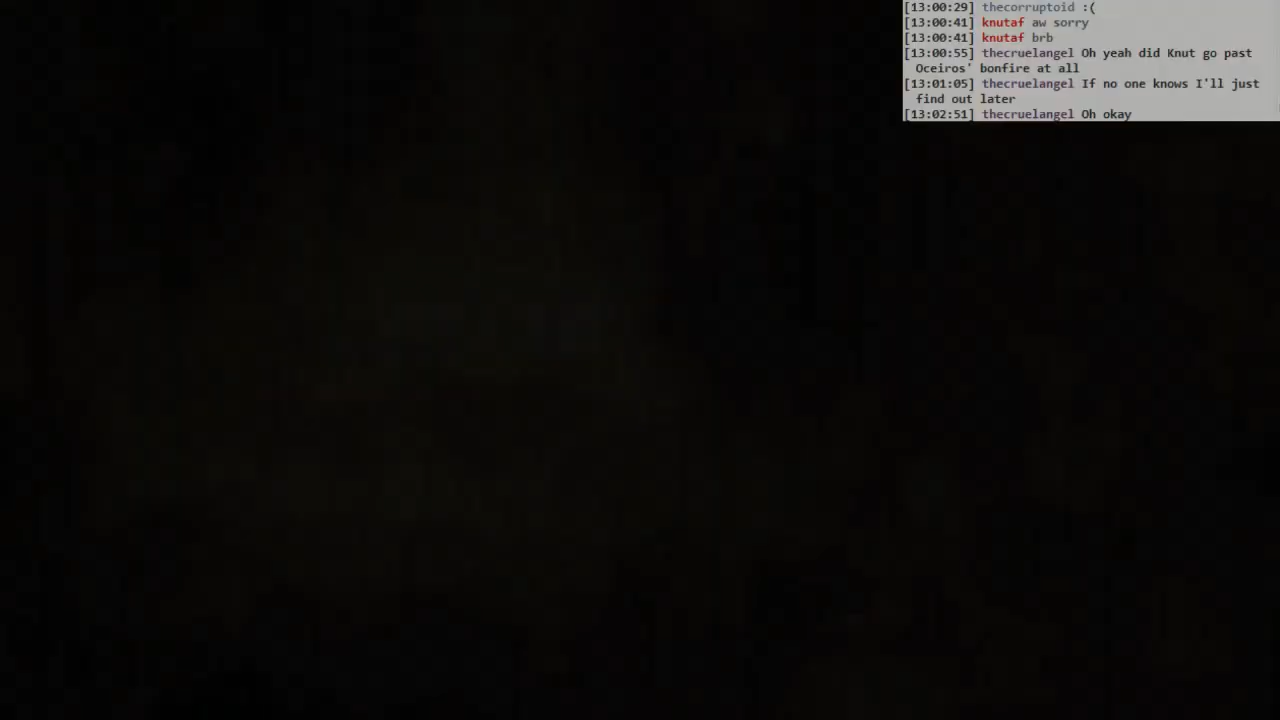 [13:00:29] thecorruptoid :(
[13:00:41] knutaf aw sorry
[13:00:41] knutaf brb
[13:00:55] thecruelangel Oh yeah did Knut go past
Oceiros' bonfire at all
[13:01:05] thecruelangel If no one knows I'll just
find out later
[13:02:51] thecruelangel Oh okay